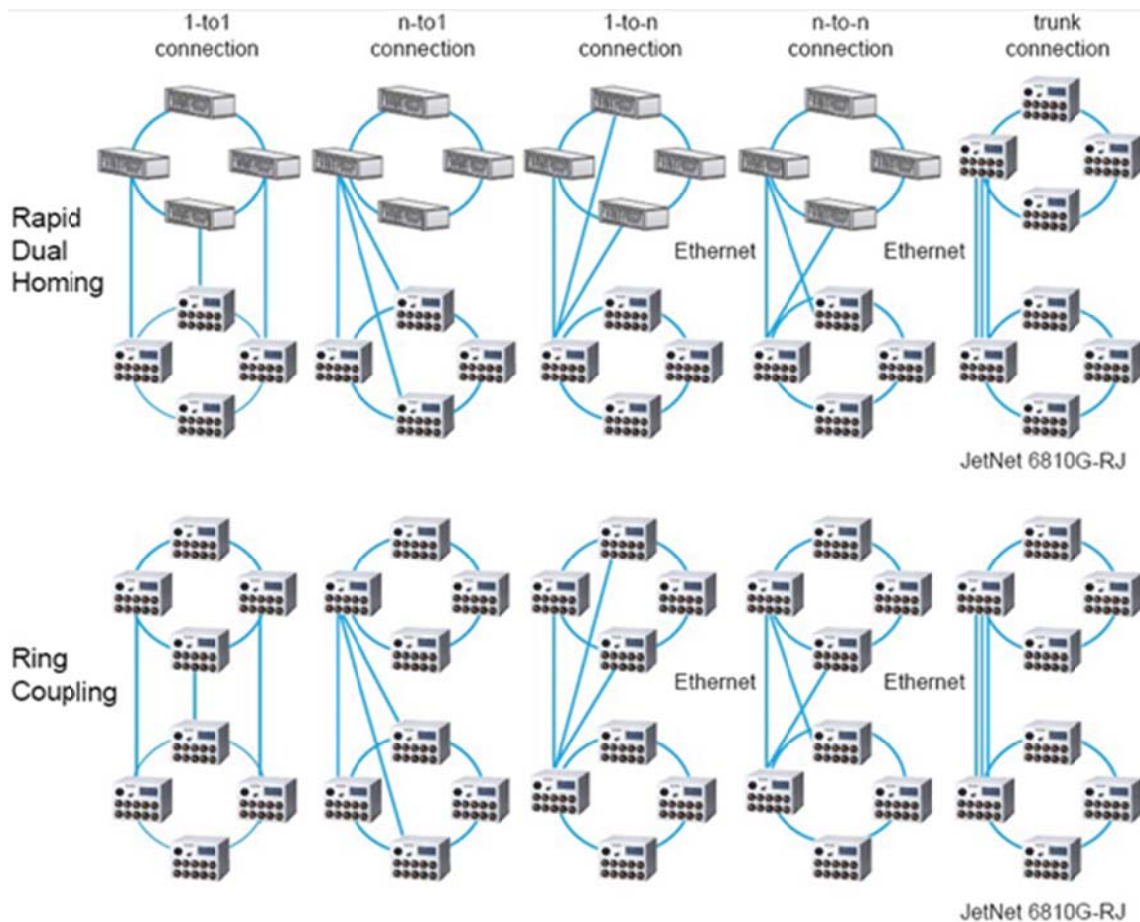 1-to1
connection
n-to1
connection
1-to-n
connection
n-to-n
connection
trunk
connection
Rapid
Dual
Homing
Ethernet
Ethernet
JetNet 6810G-RJ
Ring
Coupling
Ethernet
Ethernet
JetNet 6810G-RJ